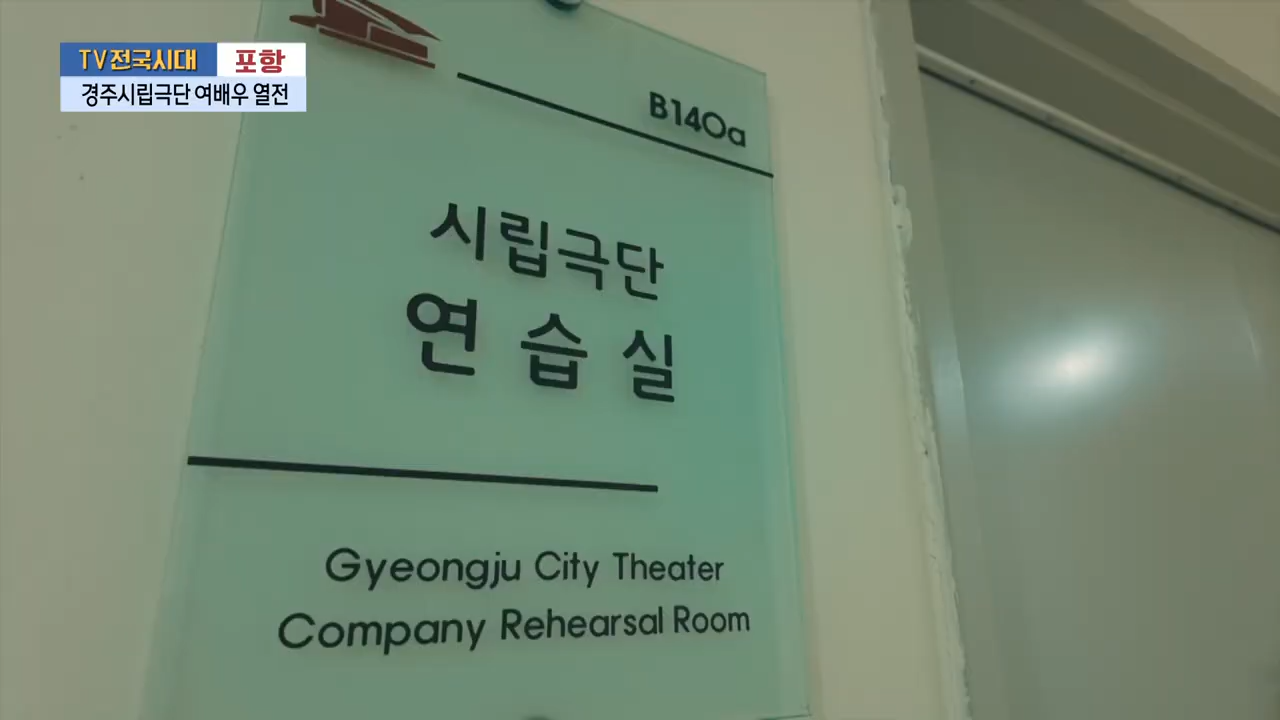 TV전국시대 포항
경주시립극단 여배우 열전
B140a
시립극단
연습실
Gyeongju City Theater
Company Rehearsal Room